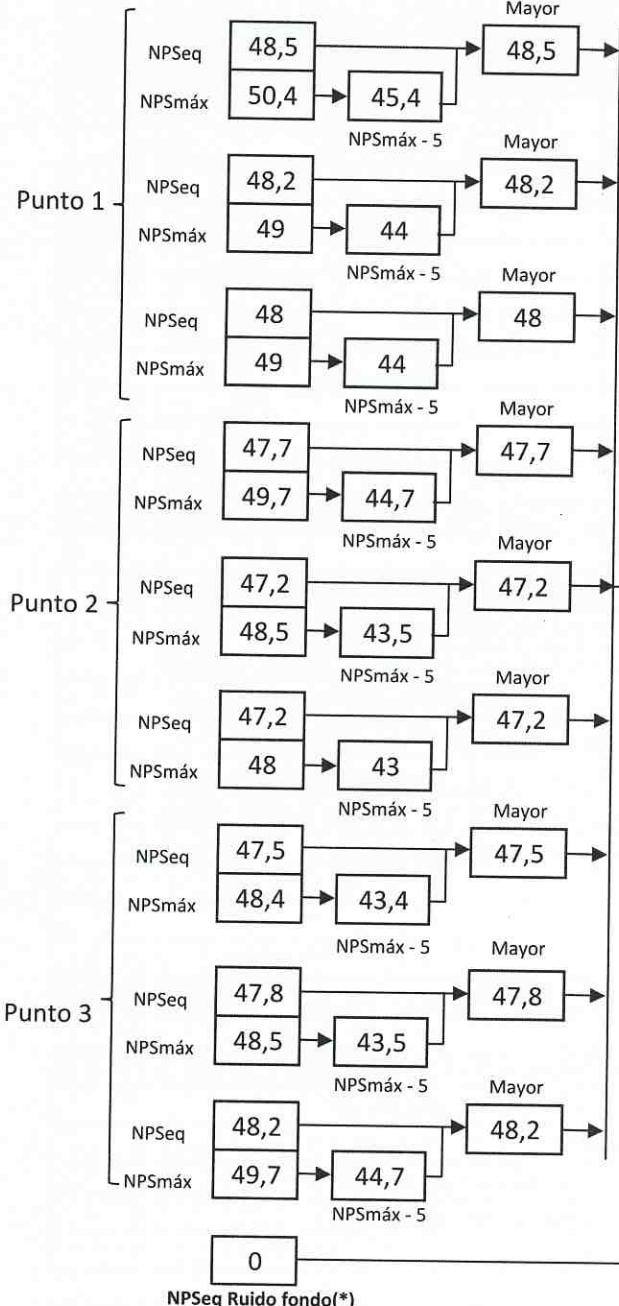 Mayor
NPSeq 48,5 48,5
NPSmáx 50,4 45,4
NPSmáx - 5
Mayor
NPSeq 48,2 48,2
Punto 1
NPSmáx 49 44
NPSmáx - 5
Mayor
NPSeq 48 48
NPSmáx 49 44
NPSmáx - 5
Mayor
NPSeq 47,7 47,7
NPSmáx 49,7 44,7
NPSmáx - 5
Mayor
NPSeq 47,2 47,2
Punto 2
NPSmáx 48,5 43,5
NPSmáx - 5
Mayor
NPSeq 47,2 47,2
NPSmáx 48 43
NPSmáx - 5
Mayor
NPSeq 47,5 47,5
NPSmáx 48,4 43,4
NPSmáx - 5
Mayor
NPSeq 47,8 47,8
Punto 3
NPSmáx 48,5 43,5
NPSmáx - 5
Mayor
NPSeq 48,2 48,2
NPSmáx 49,7 44,7
NPSmáx - 5
0
NPSeq Ruido fondo(*)